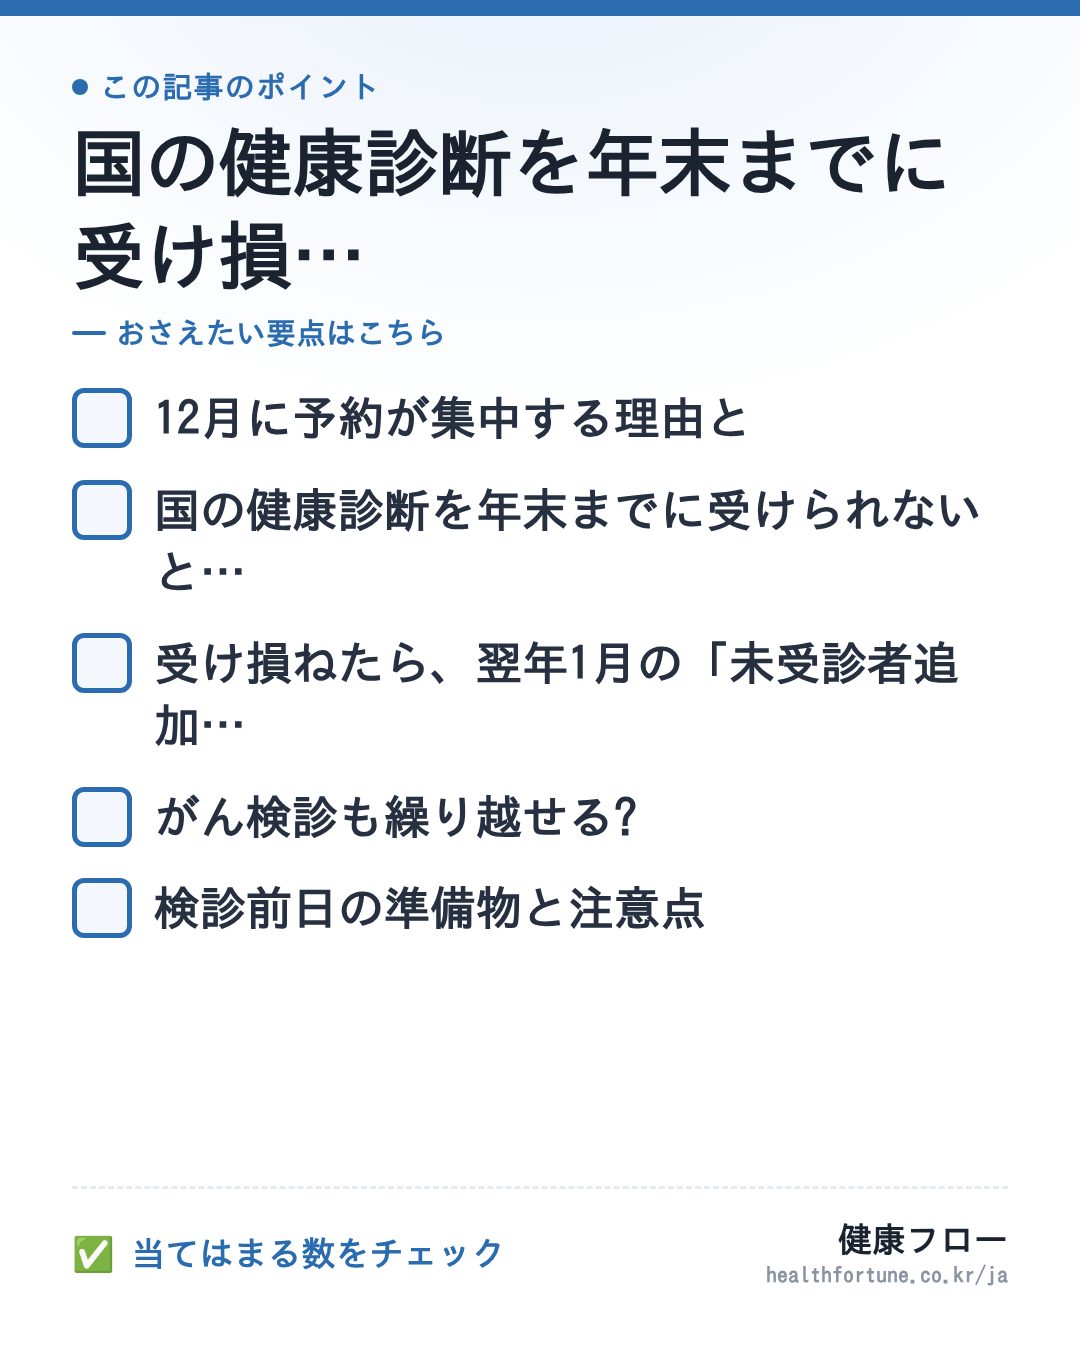 この記事のポイント
国の健康診断を年末までに
受け損…
おさえたい要点はこちら
12月に予約が集中する理由と
国の健康診断を年末までに受けられない
と…
受け損ねたら、翌年1月の「未受診者追
加…
がん検診も繰り越せる?
検診前日の準備物と注意点
✅ 当てはまる数をチェック
健康フロー
healthfortune.co.kr/ja